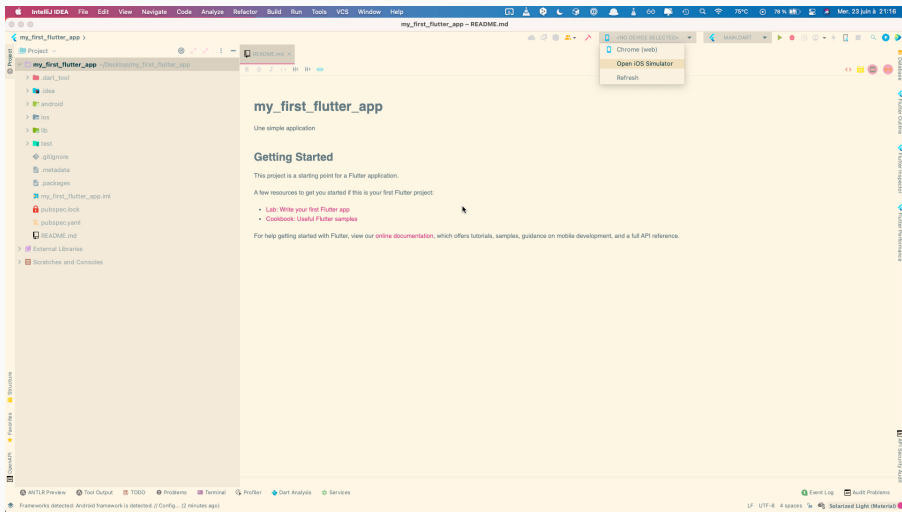 IntelliJ IDEA File Edit View Navigate Code Analyze Refactor Build Run Tools VCS Window Help 75°C 78 % Mer. 23 juin à 21:16
my_first_flutter_app – README.md
my_first_flutter_app
<NO DEVICE SELECTED>
MAIN.DART
Project
README.md
Chrome (web)
Open iOS Simulator
Refresh
my_first_flutter_app ~/Desktop/my_first_flutter_app
.dart_tool
.idea
android
ios
lib
test
.gitignore
.metadata
.packages
my_first_flutter_app.iml
pubspec.lock
pubspec.yaml
README.md
External Libraries
Scratches and Consoles
my_first_flutter_app
Une simple application
Getting Started
This project is a starting point for a Flutter application.
A few resources to get you started if this is your first Flutter project:
• Lab: Write your first Flutter app
• Cookbook: Useful Flutter samples
For help getting started with Flutter, view our online documentation, which offers tutorials, samples, guidance on mobile development, and a full API reference.
Project
Structure
Favorites
OpenAPI
Database
Flutter Outline
Flutter Inspector
Flutter Performance
API Security Audit
ANTLR Preview Tool Output TODO Problems Terminal Profiler Dart Analysis Services Event Log Audit Problems
Frameworks detected: Android framework is detected. // Config... (2 minutes ago) LF UTF-8 4 spaces Solarized Light (Material)